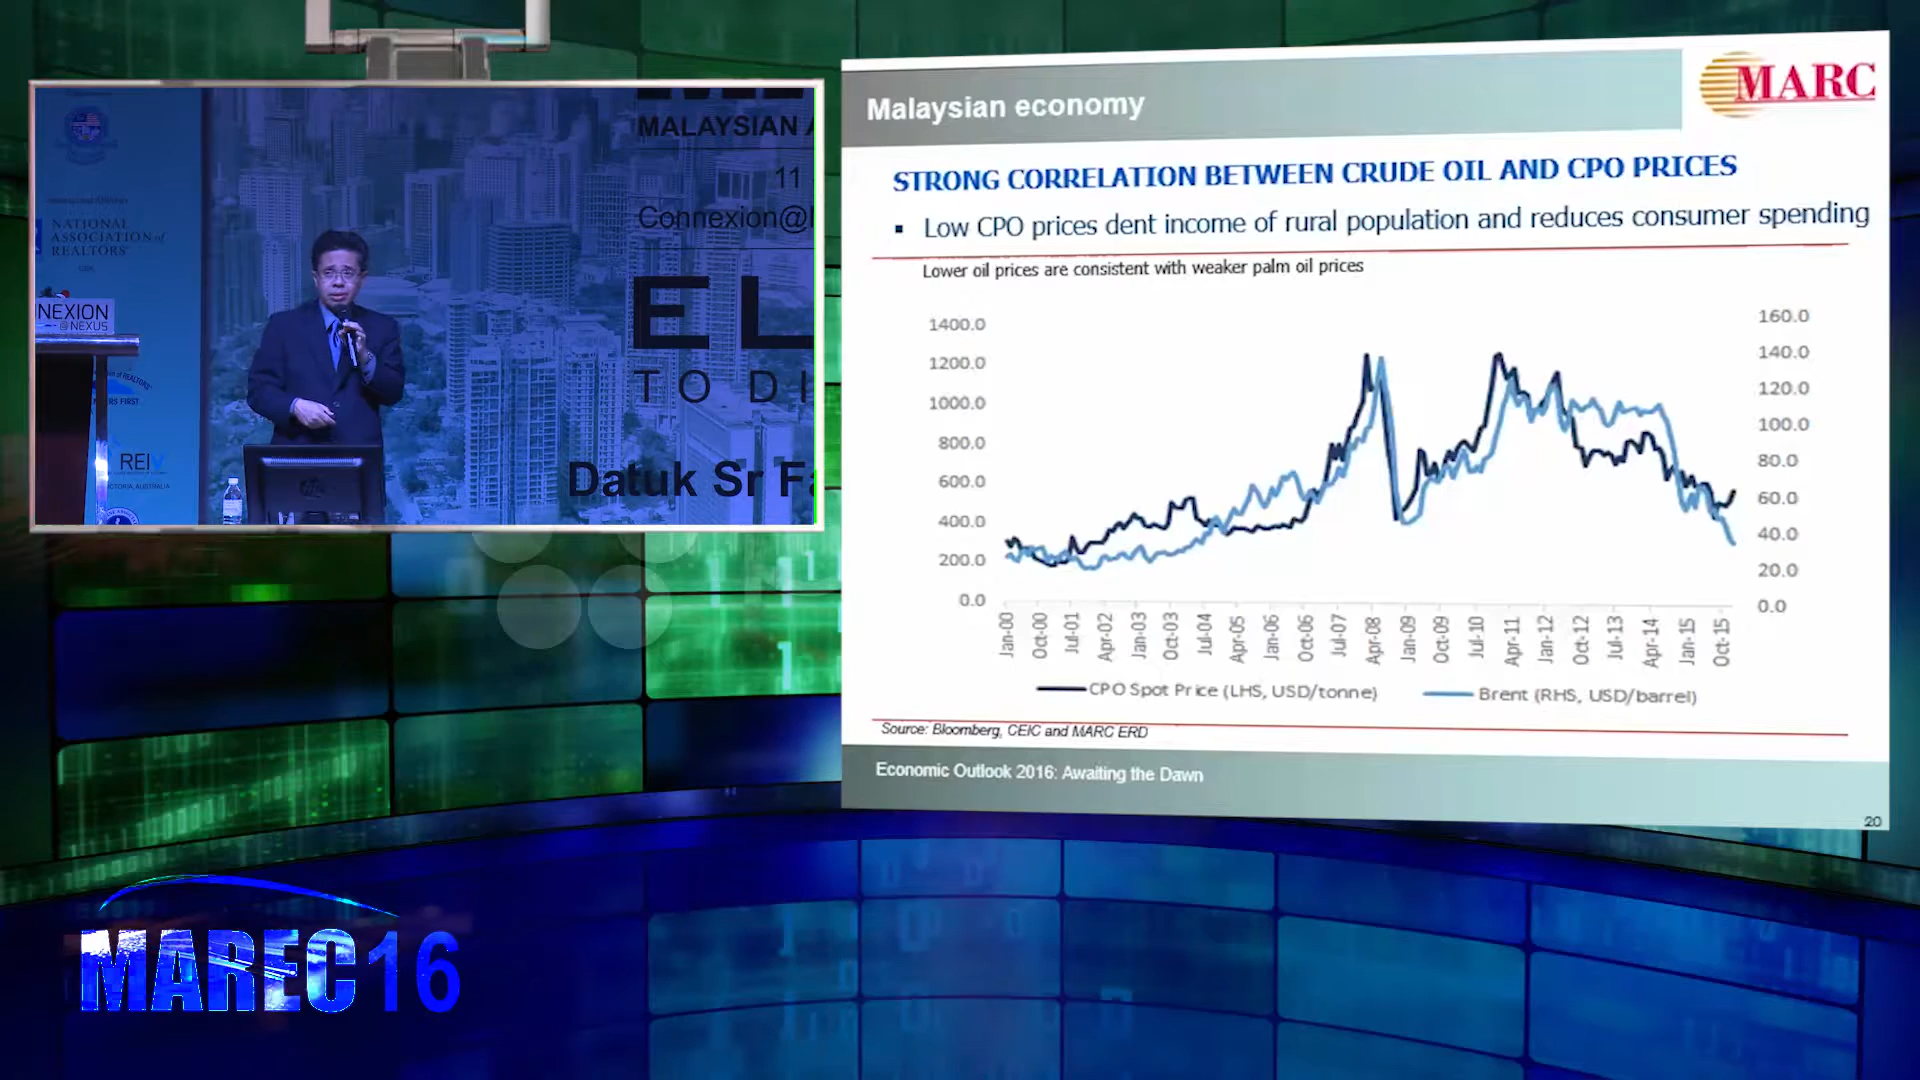 NATIONAL
ASSOCIATION of
REALTORS
NEXION
@NEXUS
REIV
MALAYSIAN
11
Connexion@
EL
TO DI
Datuk Sr Fa
Malaysian economy
MARC
STRONG CORRELATION BETWEEN CRUDE OIL AND CPO PRICES
▪ Low CPO prices dent income of rural population and reduces consumer spending
Lower oil prices are consistent with weaker palm oil prices
1400.0
1200.0
1000.0
800.0
600.0
400.0
200.0
0.0
160.0
140.0
120.0
100.0
80.0
60.0
40.0
20.0
0.0
Jan-00
Oct-00
Jul-01
Apr-02
Jan-03
Oct-03
Jul-04
Apr-05
Jan-06
Oct-06
Jul-07
Apr-08
Jan-09
Oct-09
Jul-10
Apr-11
Jan-12
Oct-12
Jul-13
Apr-14
Jan-15
Oct-15
CPO Spot Price (LHS, USD/tonne) Brent (RHS, USD/barrel)
Source: Bloomberg, CEIC and MARC ERD
Economic Outlook 2016: Awaiting the Dawn
20
MAREC16